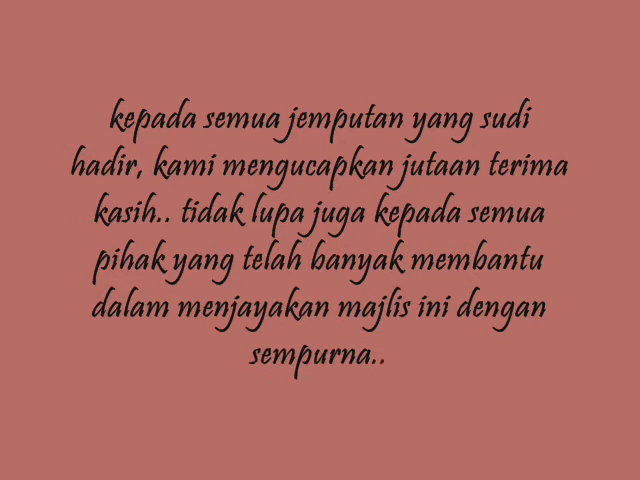 kepada semua jemputan yang sudi
hadir, kami mengucapkan jutaan terima
kasih.. tidak lupa juga kepada semua
pihak yang telah banyak membantu
dalam menjayakan majlis ini dengan
sempurna..